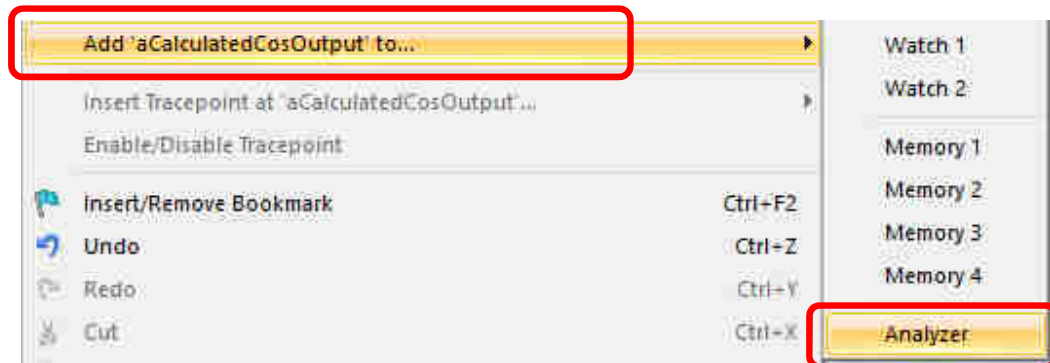 Add 'aCalculatedCosOutput' to...
Insert Tracepoint at 'aCalculatedCosOutput'...
Enable/Disable Tracepoint
Insert/Remove Bookmark Ctrl+F2
Undo Ctrl+Z
Redo Ctrl+Y
Cut Ctrl+X
Watch 1
Watch 2
Memory 1
Memory 2
Memory 3
Memory 4
Analyzer